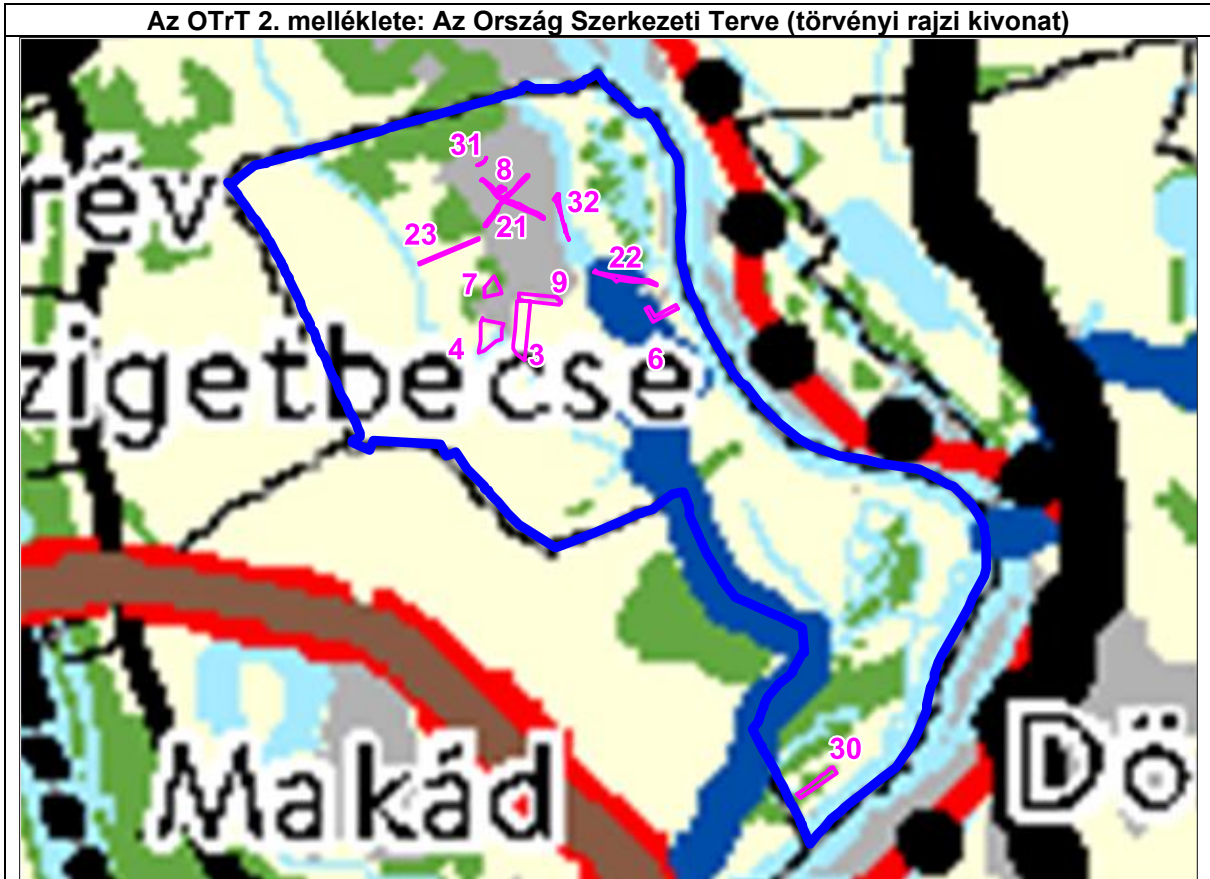 Az OTrT 2. melléklete: Az Ország Szerkezeti Terve (törvényi rajzi kivonat)
31
8
rév
32
21
23
22
7
9
4
3
6
zigetbecse
30
Makád
Dö